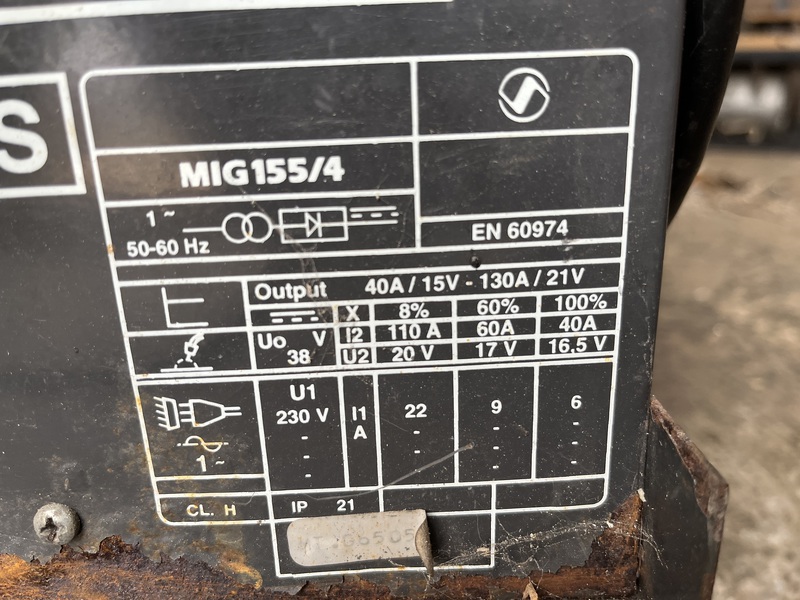 S
MIG155/4
1 ~
50-60 Hz
EN 60974
Output 40A / 15V - 130A / 21V
X 8% 60% 100%
Uo V I2 110 A 60A 40A
38 U2 20 V 17 V 16,5 V
U1
230 V I1 22 9 6
- A - - -
- - - -
1 ~ - - - -
CL. H IP 21